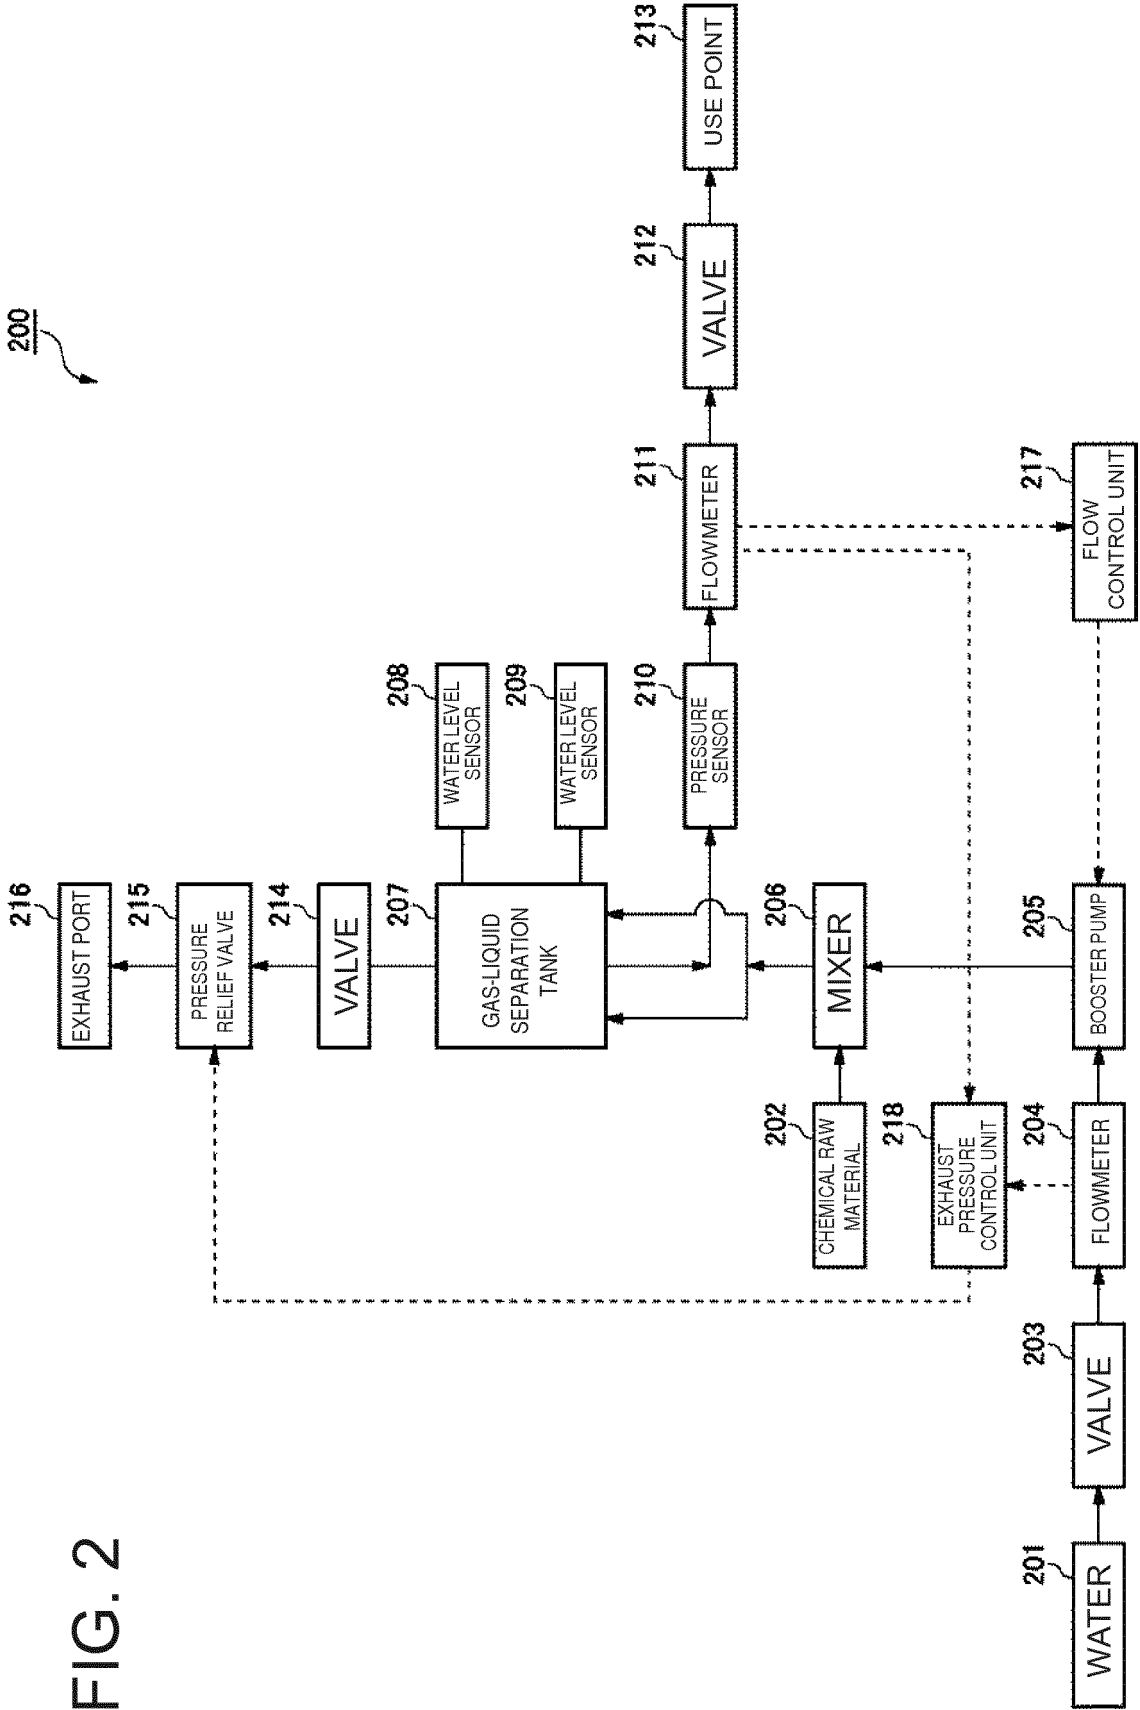 FIG. 2
200
216
EXHAUST PORT
215
PRESSURE
RELIEF VALVE
214
VALVE
207
GAS-LIQUID
SEPARATION
TANK
208
WATER LEVEL
SENSOR
209
WATER LEVEL
SENSOR
210
PRESSURE
SENSOR
211
FLOWMETER
212
VALVE
213
USE POINT
202
CHEMICAL RAW
MATERIAL
206
MIXER
218
EXHAUST
PRESSURE
CONTROL UNIT
217
FLOW
CONTROL UNIT
201
WATER
203
VALVE
204
FLOWMETER
205
BOOSTER PUMP